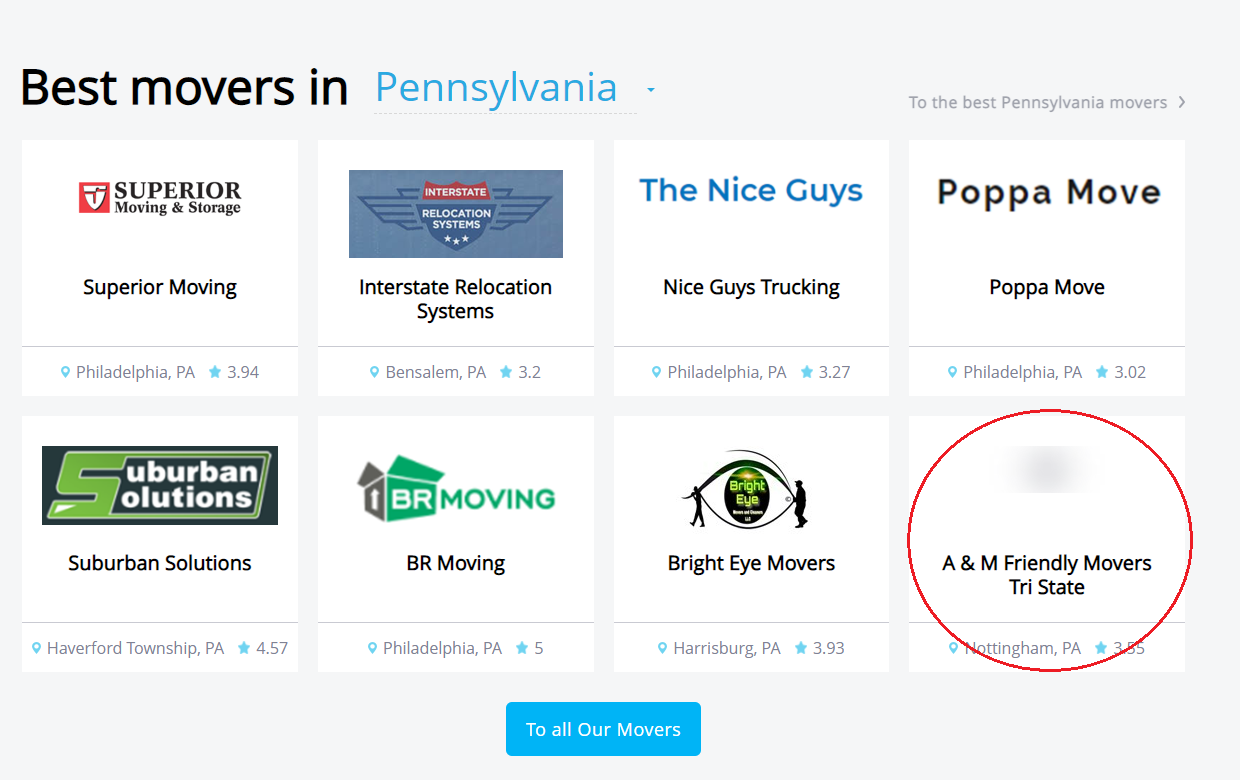 Best movers in Pennsylvania
To the best Pennsylvania movers
SUPERIOR
Moving & Storage
Superior Moving
Philadelphia, PA 3.94
INTERSTATE
RELOCATION
SYSTEMS
Interstate Relocation
Systems
Bensalem, PA 3.2
The Nice Guys
Nice Guys Trucking
Philadelphia, PA 3.27
Poppa Move
Poppa Move
Philadelphia, PA 3.02
Suburban
Solutions
Suburban Solutions
Haverford Township, PA 4.57
BR MOVING
BR Moving
Philadelphia, PA 5
Bright
Eye
Movers and Cleaners
LLC
©
Bright Eye Movers
Harrisburg, PA 3.93
A & M Friendly Movers
Tri State
Nottingham, PA 3.55
To all Our Movers